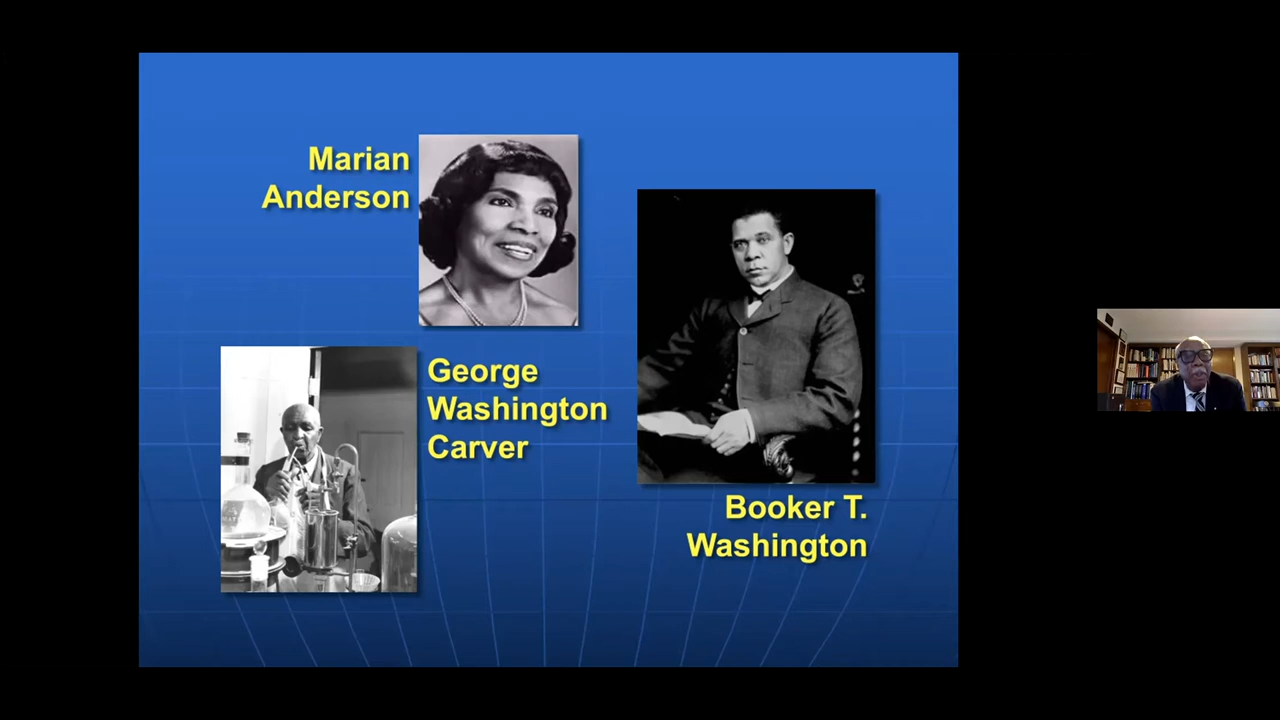 Marian
Anderson
George
Washington
Carver
Booker T.
Washington